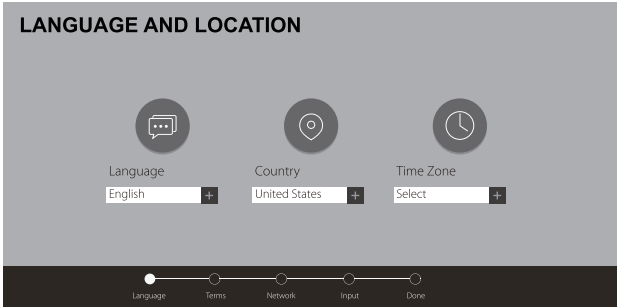 LANGUAGE AND LOCATION
Language
Country
Time Zone
English +
United States +
Select +
Language
Terms
Network
Input
Done